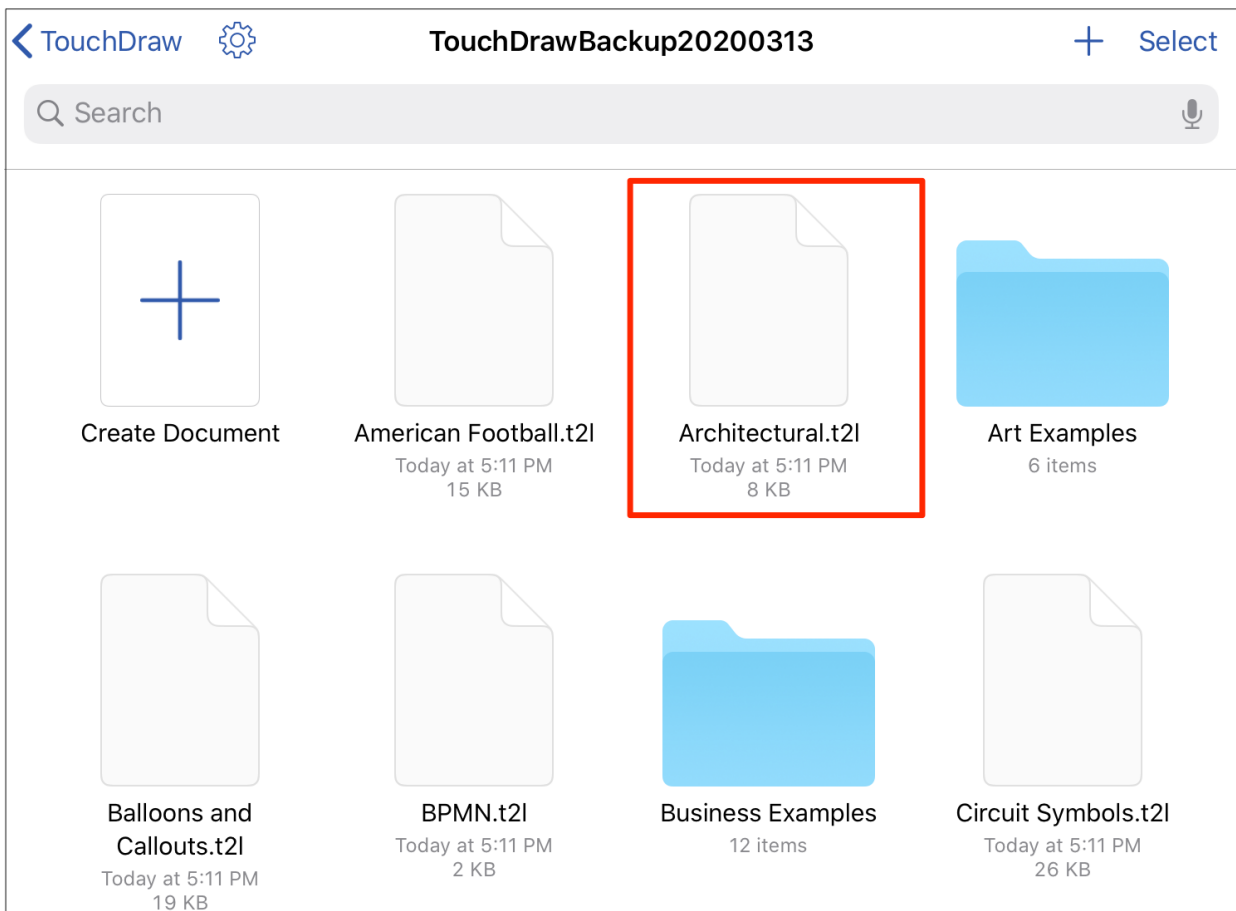 TouchDraw
TouchDrawBackup20200313
Select
Search
Create Document
American Football.t2l
Today at 5:11 PM
15 KB
Architectural.t2l
Today at 5:11 PM
8 KB
Art Examples
6 items
Balloons and
Callouts.t2l
Today at 5:11 PM
19 KB
BPMN.t2l
Today at 5:11 PM
2 KB
Business Examples
12 items
Circuit Symbols.t2l
Today at 5:11 PM
26 KB